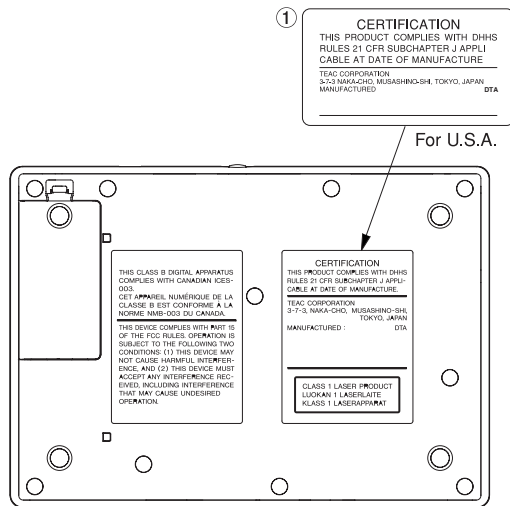 ①
CERTIFICATION
THIS PRODUCT COMPLIES WITH DHHS
RULES 21 CFR SUBCHAPTER J APPLI
CABLE AT DATE OF MANUFACTURE
TEAC CORPORATION
3-7-3 NAKA-CHO, MUSASHINO-SHI, TOKYO, JAPAN
MANUFACTURED DTA
For U.S.A.
THIS CLASS B DIGITAL APPARATUS
COMPLIES WITH CANADIAN ICES-
003.
CET APPAREIL NUMÉRIQUE DE LA
CLASSE B EST CONFORME À LA
NORME NMB-003 DU CANADA.
THIS DEVICE COMPLIES WITH PART 15
OF THE FCC RULES. OPERATION IS
SUBJECT TO THE FOLLOWING TWO
CONDITIONS: (1) THIS DEVICE MAY
NOT CAUSE HARMFUL INTERFER-
ENCE, AND (2) THIS DEVICE MUST
ACCEPT ANY INTERFERENCE REC-
EIVED, INCLUDING INTERFERENCE
THAT MAY CAUSE UNDESIRED
OPERATION.
CERTIFICATION
THIS PRODUCT COMPLIES WITH DHHS
RULES 21 CFR SUBCHAPTER J APPLI-
CABLE AT DATE OF MANUFACTURE.
TEAC CORPORATION
3-7-3, NAKA-CHO, MUSASHINO-SHI,
TOKYO, JAPAN
MANUFACTURED : DTA
CLASS 1 LASER PRODUCT
LUOKAN 1 LASERLAITE
KLASS 1 LASERAPPARAT